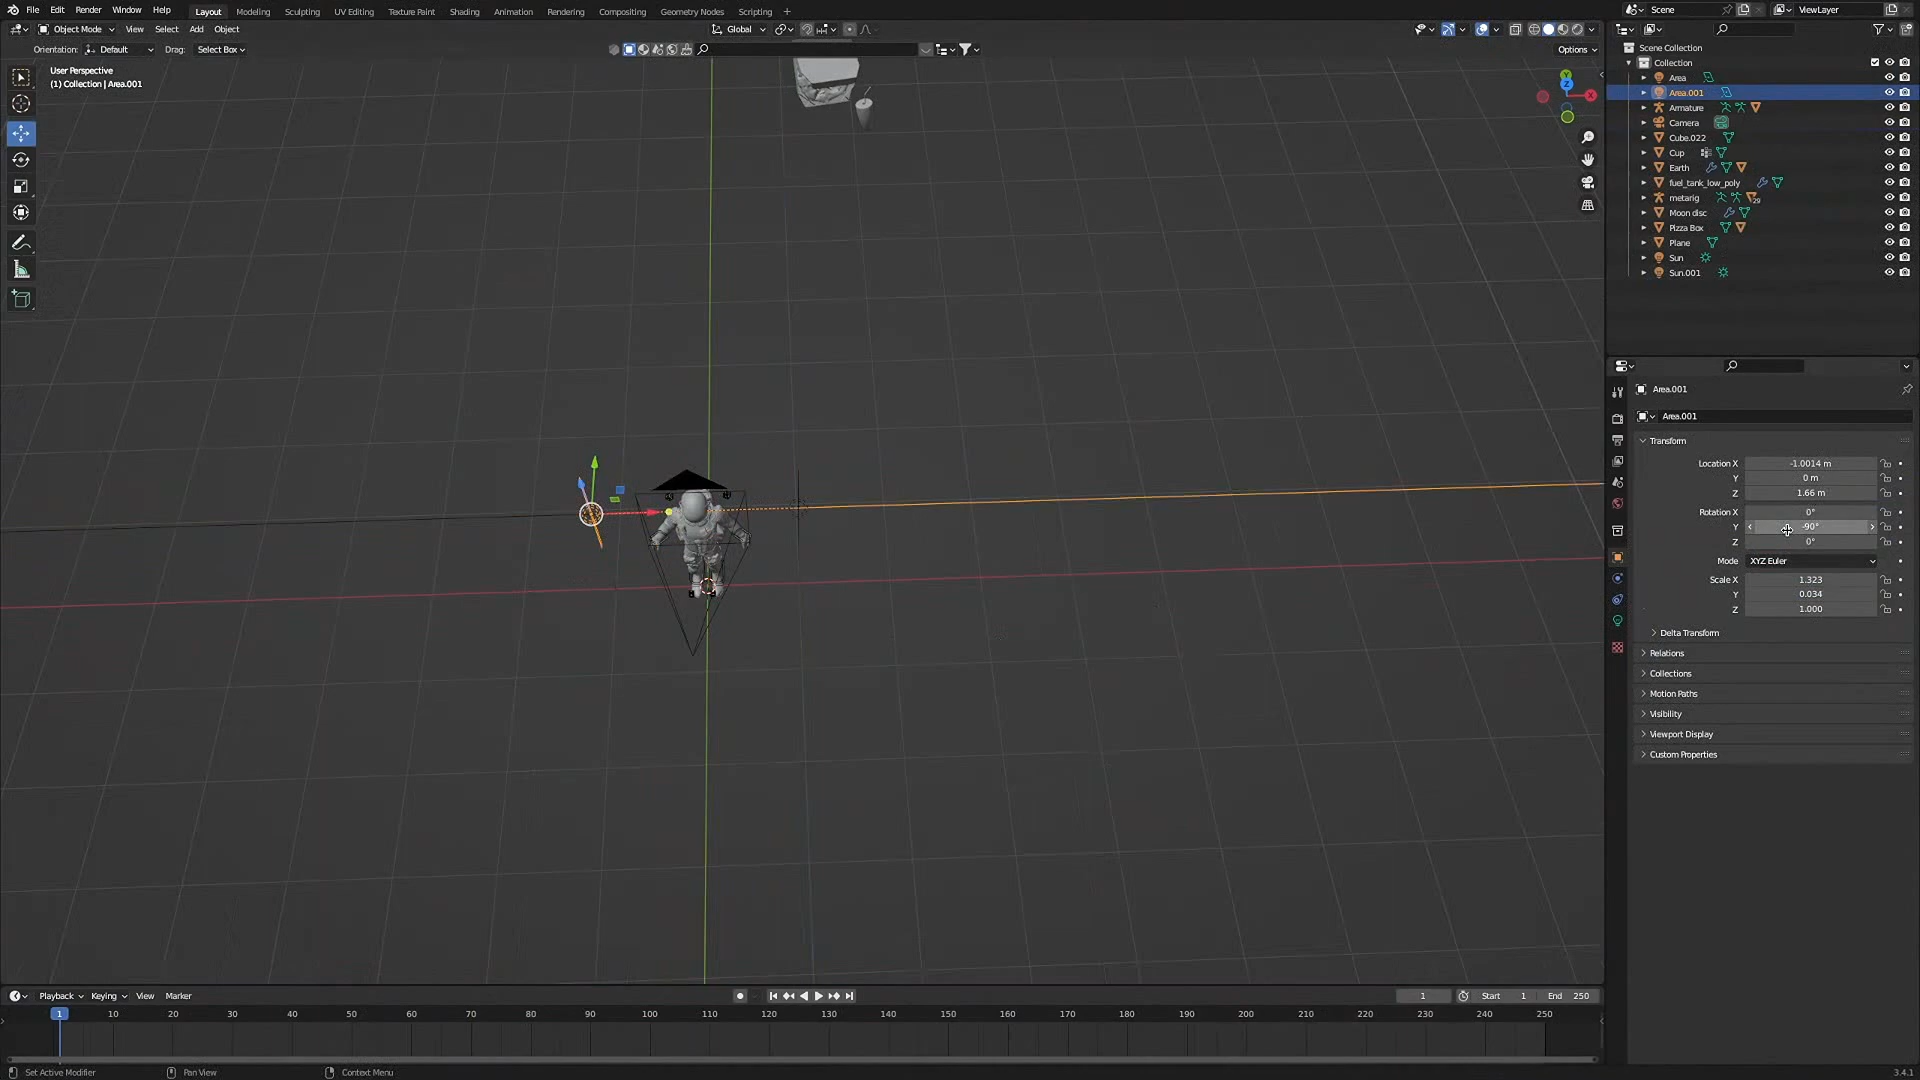 File Edit Render Window Help Layout Modeling Sculpting UV Editing Texture Paint Shading Animation Rendering Compositing Geometry Nodes Scripting + Scene ViewLayer
Object Mode View Select Add Object Global
Orientation: Default Drag: Select Box Options
User Perspective
(1) Collection | Area.001
Y
Z
X
Scene Collection
Collection
Area
Area.001
Armature
Camera
Cube.022
Cup
Earth
fuel_tank_low_poly
metarig 29
Moon disc
Pizza Box
Plane
Sun
Sun.001
Area.001
Area.001
Transform
Location X -1.0014 m
Y 0 m
Z 1.66 m
Rotation X 0°
Y -90°
Z 0°
Mode XYZ Euler
Scale X 1.323
Y 0.034
Z 1.000
Delta Transform
Relations
Collections
Motion Paths
Visibility
Viewport Display
Custom Properties
Playback Keying View Marker 1 Start 1 End 250
1 10 20 30 40 50 60 70 80 90 100 110 120 130 140 150 160 170 180 190 200 210 220 230 240 250
Set Active Modifier Pan View Context Menu 3.4.1